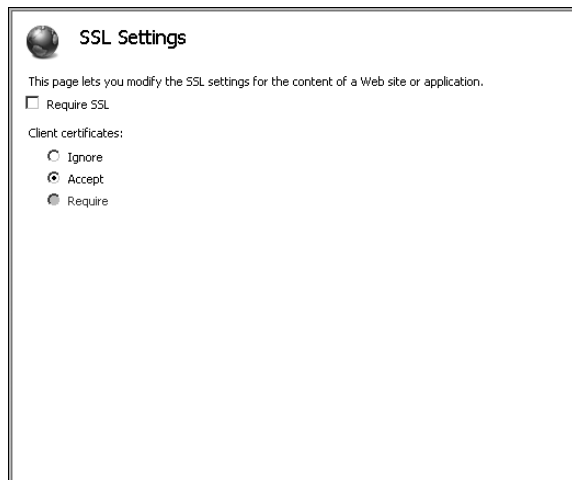 SSL Settings
This page lets you modify the SSL settings for the content of a Web site or application.
Require SSL
Client certificates:
Ignore
Accept
Require